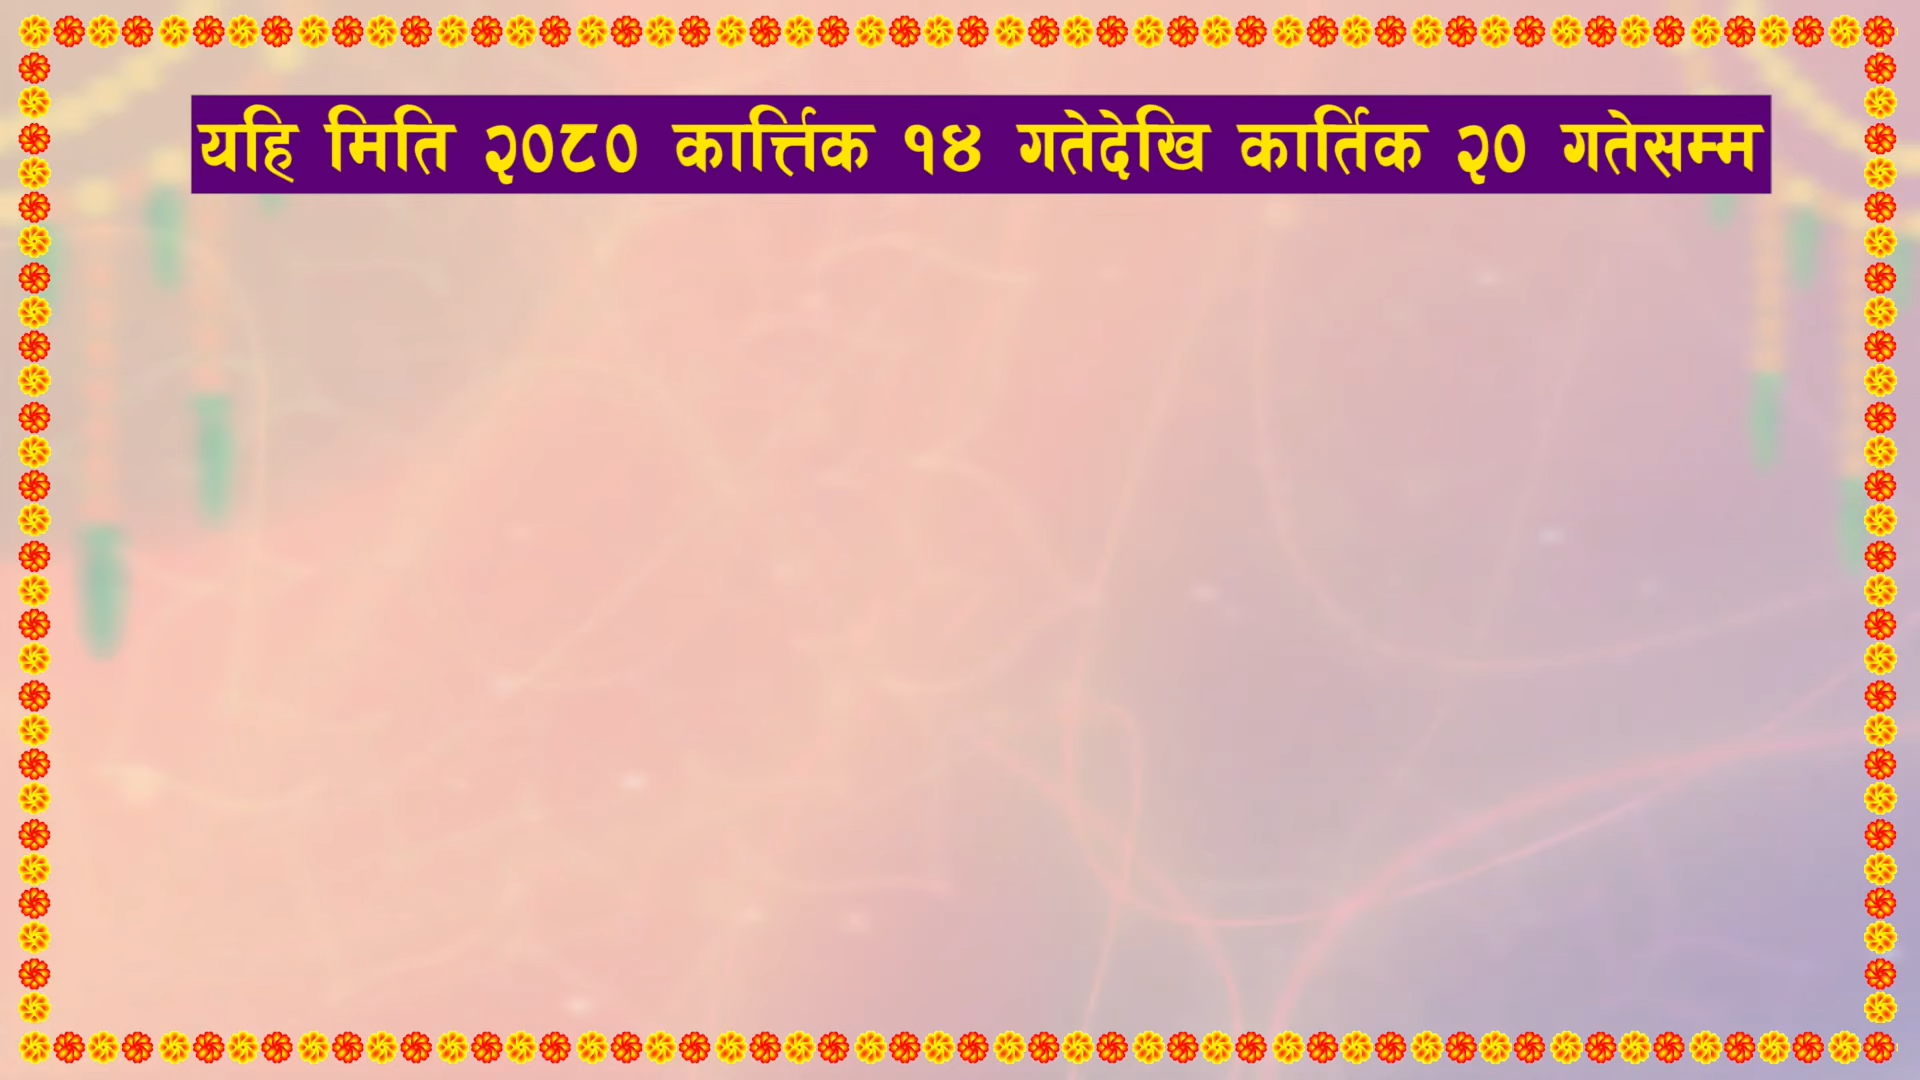 यहि मिति २०८० कार्त्तिक १४ गतेदेखि कार्तिक २० गतेसम्म